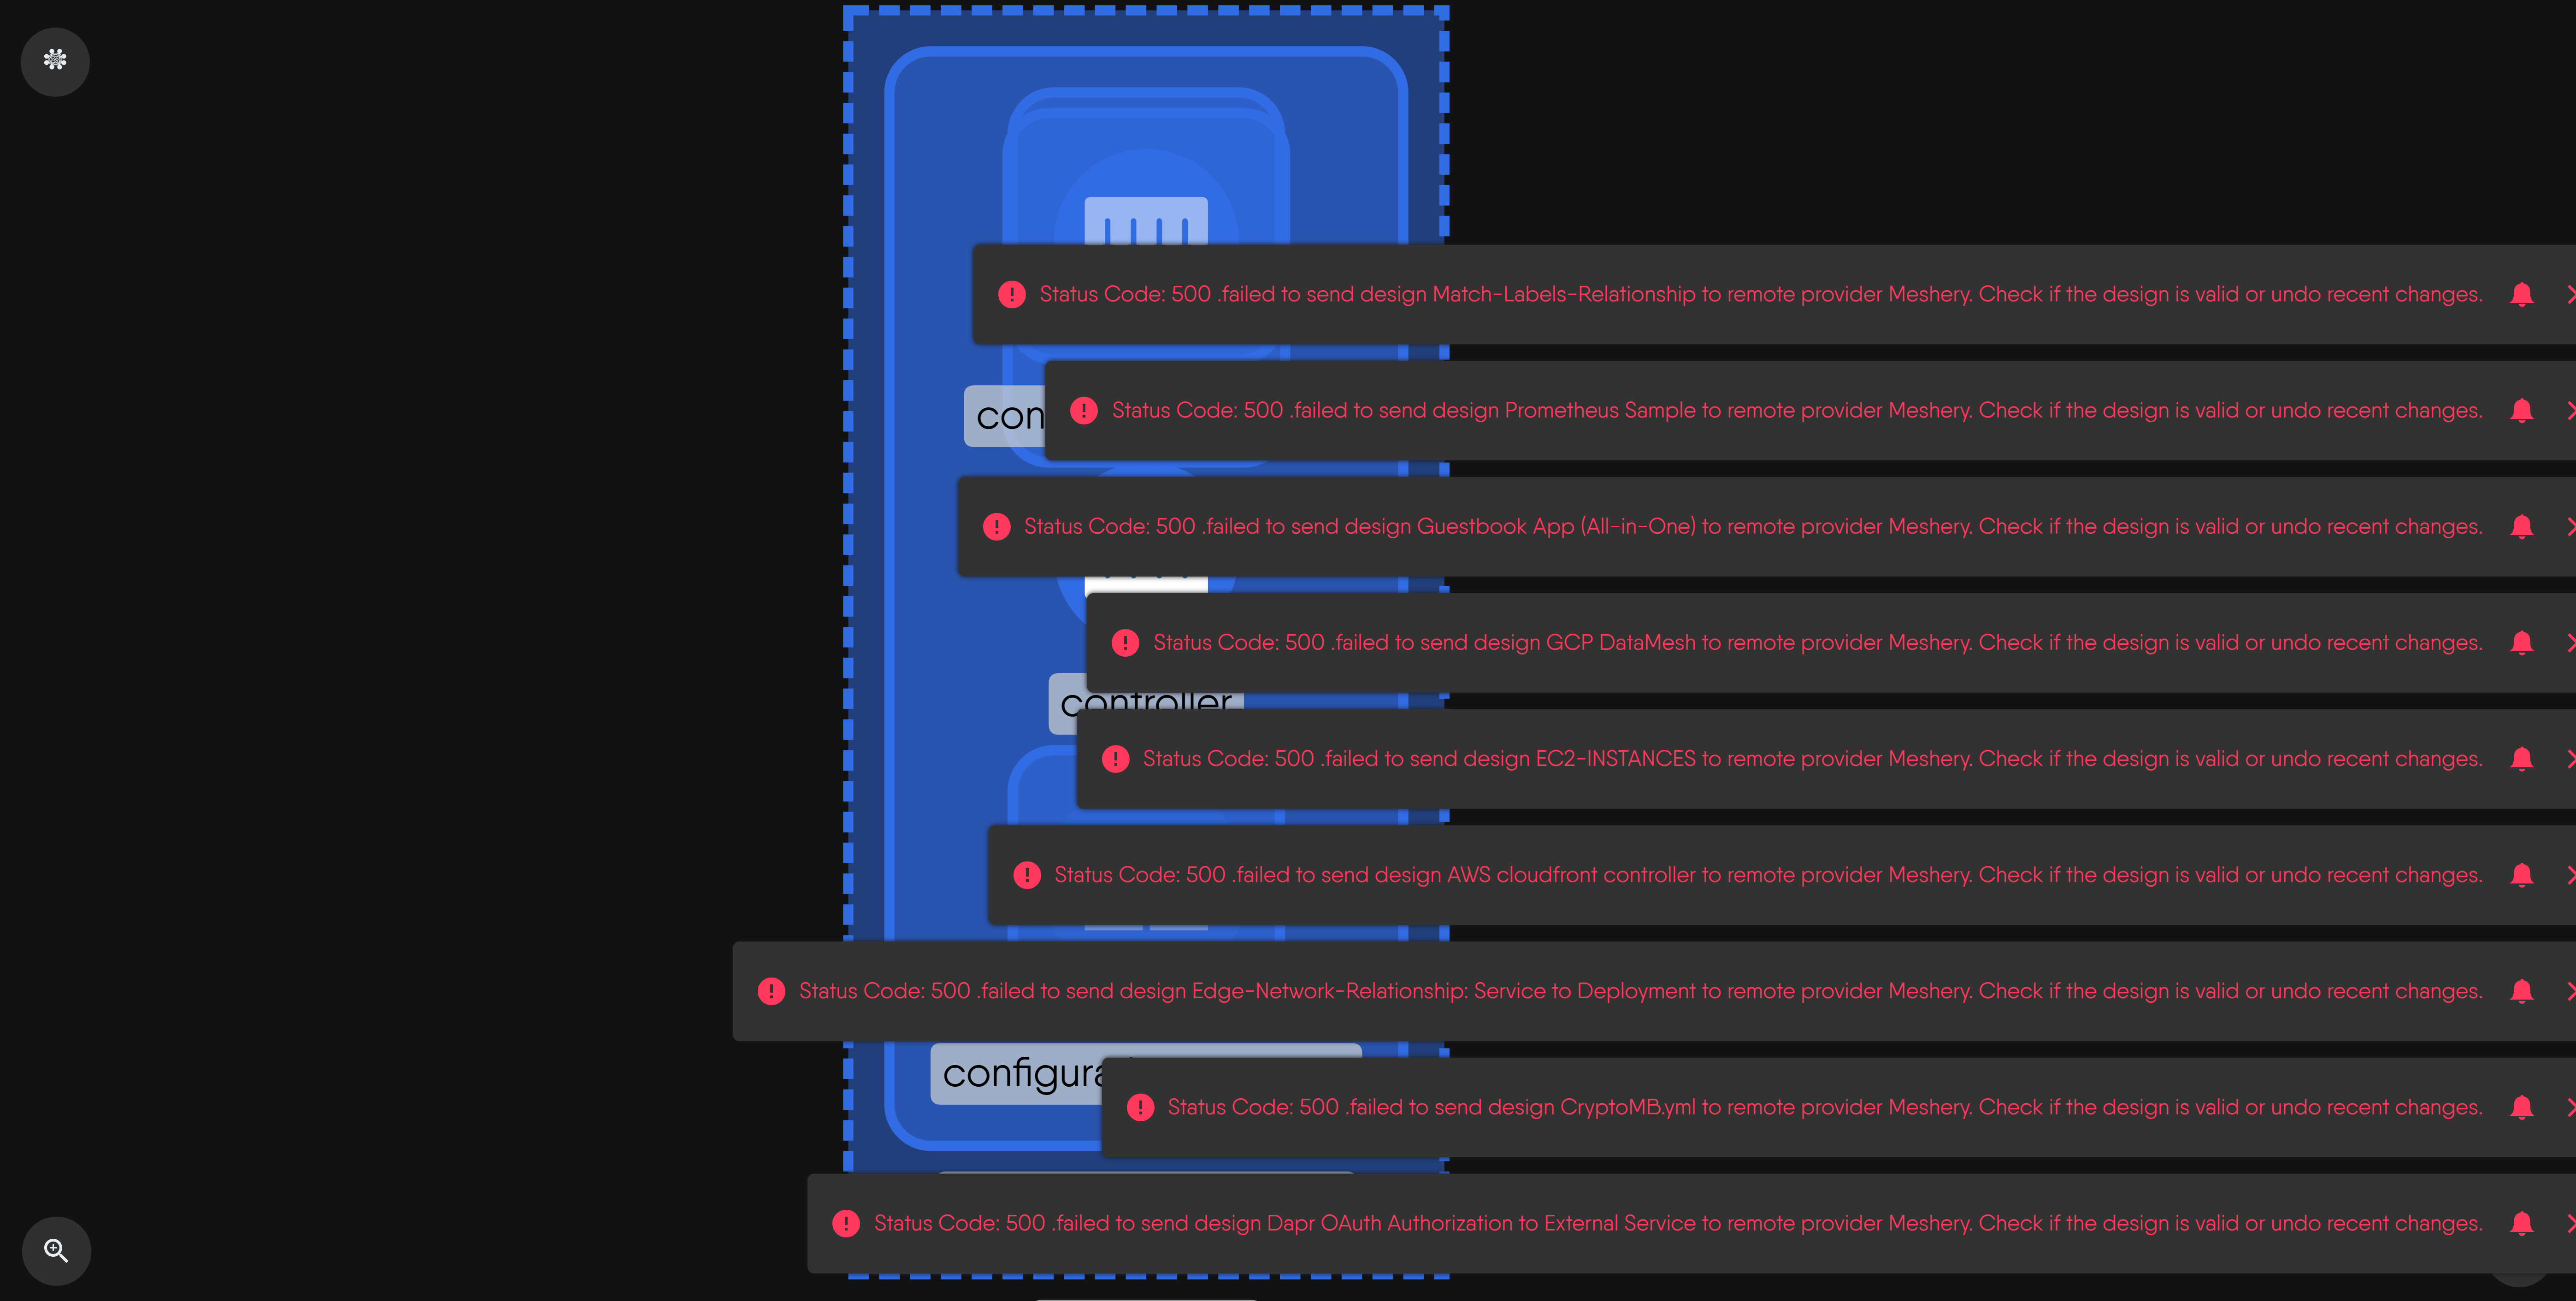 Status Code: 500 .failed to send design Match-Labels-Relationship to remote provider Meshery. Check if the design is valid or undo recent changes.
con
Status Code: 500 .failed to send design Prometheus Sample to remote provider Meshery. Check if the design is valid or undo recent changes.
Status Code: 500 .failed to send design Guestbook App (All-in-One) to remote provider Meshery. Check if the design is valid or undo recent changes.
Status Code: 500 .failed to send design GCP DataMesh to remote provider Meshery. Check if the design is valid or undo recent changes.
controller
Status Code: 500 .failed to send design EC2-INSTANCES to remote provider Meshery. Check if the design is valid or undo recent changes.
Status Code: 500 .failed to send design AWS cloudfront controller to remote provider Meshery. Check if the design is valid or undo recent changes.
Status Code: 500 .failed to send design Edge-Network-Relationship: Service to Deployment to remote provider Meshery. Check if the design is valid or undo recent changes.
configura
Status Code: 500 .failed to send design CryptoMB.yml to remote provider Meshery. Check if the design is valid or undo recent changes.
Status Code: 500 .failed to send design Dapr OAuth Authorization to External Service to remote provider Meshery. Check if the design is valid or undo recent changes.